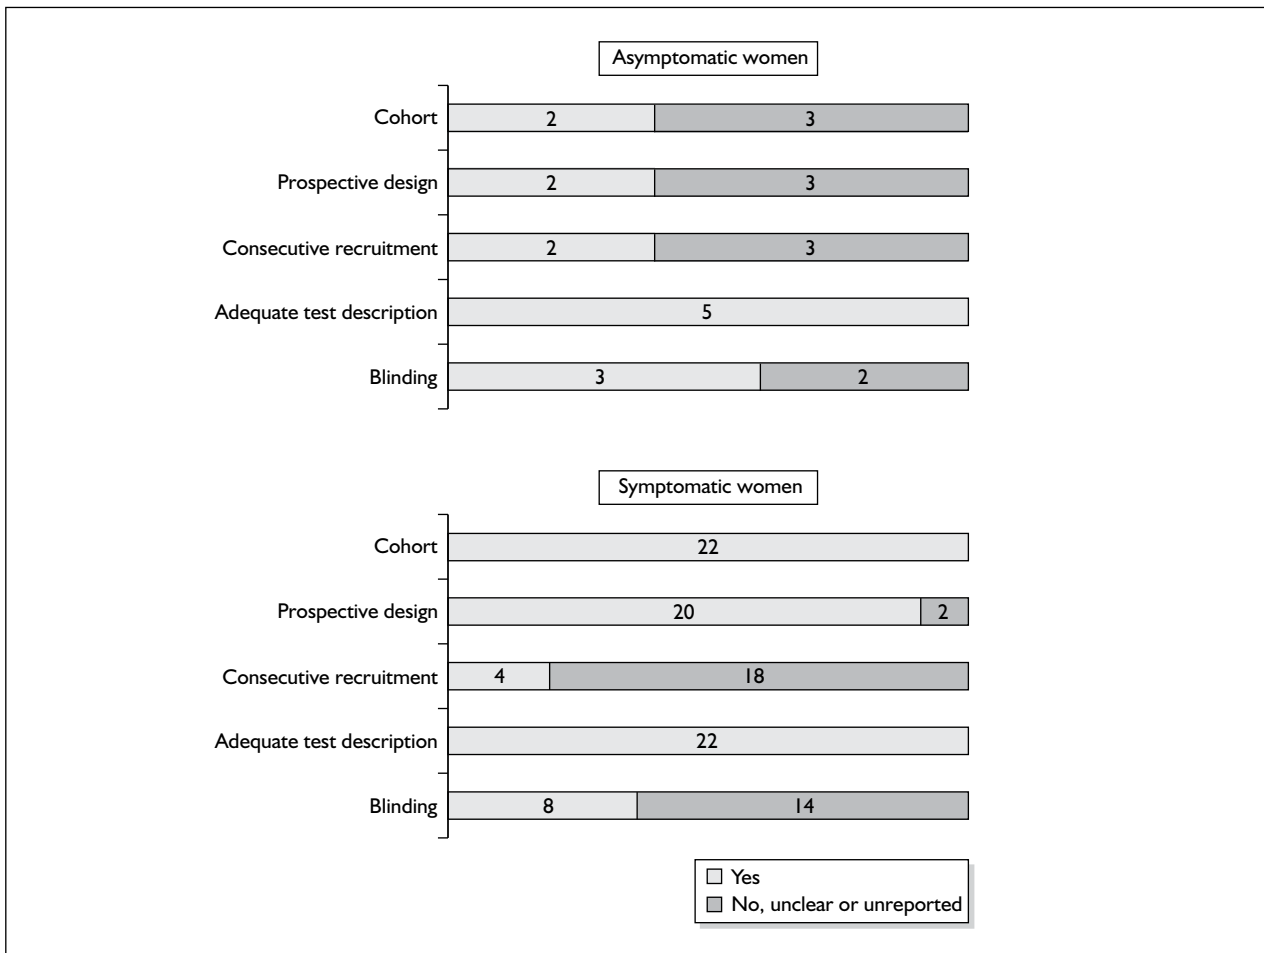 Asymptomatic women
Cohort 2 3
Prospective design 2 3
Consecutive recruitment 2 3
Adequate test description 5
Blinding 3 2
Symptomatic women
Cohort 22
Prospective design 20 2
Consecutive recruitment 4 18
Adequate test description 22
Blinding 8 14
Yes
No, unclear or unreported